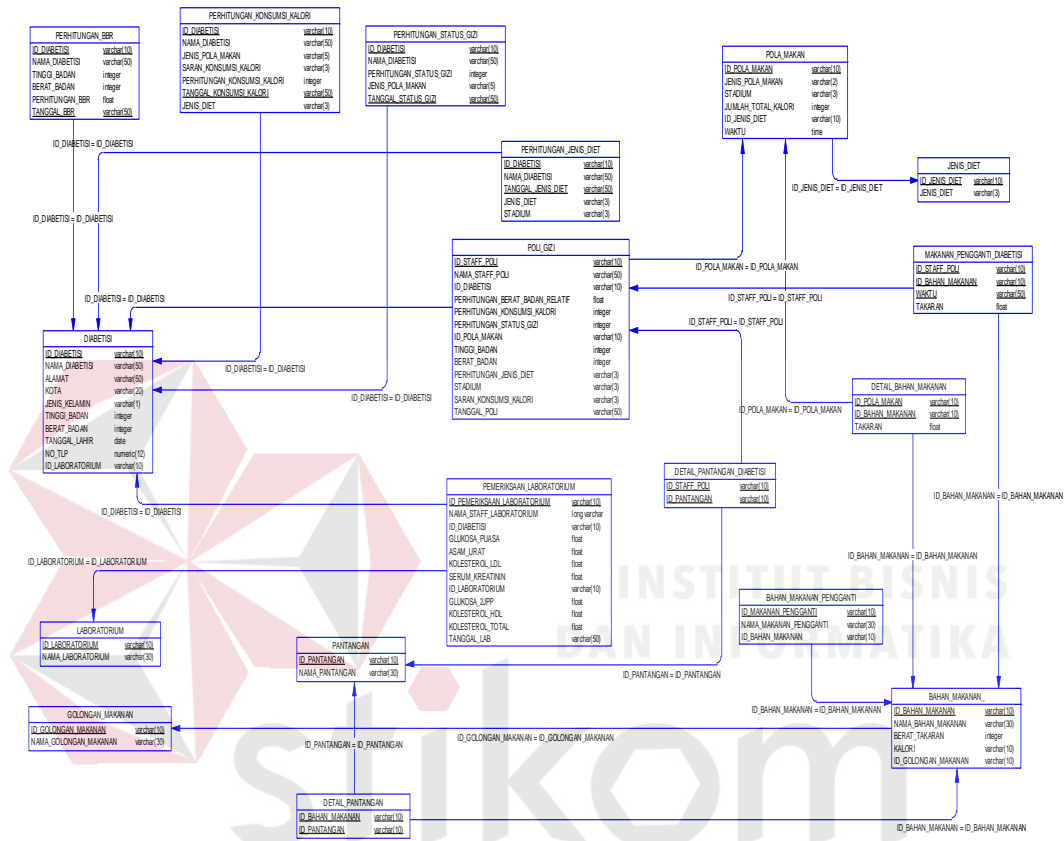 PERHITUNGAN_BBR
ID_DIABETISI varchar(10)
NAMA_DIABETISI varchar(50)
TINGGI_BADAN integer
BERAT_BADAN integer
PERHITUNGAN_BBR float
TANGGAL_BBR varchar(50)
PERHITUNGAN_KONSUMSI_KALORI
ID_DIABETISI varchar(10)
NAMA_DIABETISI varchar(50)
JENIS_POLA_MAKAN varchar(5)
SARAN_KONSUMSI_KALORI varchar(3)
PERHITUNGAN_KONSUMSI_KALORI integer
TANGGAL_KONSUMSI_KALORI varchar(50)
JENIS_DIET varchar(3)
PERHITUNGAN_STATUS_GIZI
ID_DIABETISI varchar(10)
NAMA_DIABETISI varchar(50)
PERHITUNGAN_STATUS_GIZI integer
JENIS_POLA_MAKAN varchar(5)
TANGGAL_STATUS_GIZI varchar(50)
POLA_MAKAN
ID_POLA_MAKAN varchar(10)
JENIS_POLA_MAKAN varchar(2)
STADIUM varchar(3)
JUMLAH_TOTAL_KALORI integer
ID_JENIS_DIET varchar(10)
WAKTU time
ID_DIABETISI = ID_DIABETISI
PERHITUNGAN_JENIS_DIET
ID_DIABETISI varchar(10)
NAMA_DIABETISI varchar(50)
TANGGAL_JENIS_DIET varchar(50)
JENIS_DIET varchar(3)
STADIUM varchar(3)
JENIS_DIET
ID_JENIS_DIET varchar(10)
JENIS_DIET varchar(3)
ID_JENIS_DIET = ID_JENIS_DIET
ID_DIABETISI = ID_DIABETISI
POLI_GIZI
ID_STAFF_POLI varchar(10)
NAMA_STAFF_POLI varchar(50)
ID_DIABETISI varchar(10)
PERHITUNGAN_BERAT_BADAN_RELATIF float
PERHITUNGAN_KONSUMSI_KALORI integer
PERHITUNGAN_STATUS_GIZI integer
ID_POLA_MAKAN varchar(10)
TINGGI_BADAN integer
BERAT_BADAN integer
PERHITUNGAN_JENIS_DIET varchar(3)
STADIUM varchar(3)
SARAN_KONSUMSI_KALORI varchar(3)
TANGGAL_POLI varchar(50)
MAKANAN_PENGGANTI_DIABETISI
ID_STAFF_POLI varchar(10)
ID_BAHAN_MAKANAN varchar(10)
WAKTU varchar(50)
TAKARAN float
ID_POLA_MAKAN = ID_POLA_MAKAN
ID_DIABETISI = ID_DIABETISI
ID_STAFF_POLI = ID_STAFF_POLI
ID_STAFF_POLI = ID_STAFF_POLI
DIABETISI
ID_DIABETISI varchar(10)
NAMA_DIABETISI varchar(50)
ALAMAT varchar(50)
KOTA varchar(20)
JENIS_KELAMIN varchar(1)
TINGGI_BADAN integer
BERAT_BADAN integer
TANGGAL_LAHIR date
NO_TLP numeric(12)
ID_LABORATORIUM varchar(10)
ID_DIABETISI = ID_DIABETISI
ID_DIABETISI = ID_DIABETISI
DETAIL_BAHAN_MAKANAN
ID_POLA_MAKAN varchar(10)
ID_BAHAN_MAKANAN varchar(10)
TAKARAN float
ID_POLA_MAKAN = ID_POLA_MAKAN
DETAIL_PANTANGAN_DIABETISI
ID_STAFF_POLI varchar(10)
ID_PANTANGAN varchar(10)
PEMERIKSAAN_LABORATORIUM
ID_PEMERIKSAAN_LABORATORIUM varchar(10)
NAMA_STAFF_LABORATORIUM long varchar
ID_DIABETISI varchar(10)
GLUKOSA_PUASA float
ASAM_URAT float
KOLESTEROL_LDL float
SERUM_KREATININ float
ID_LABORATORIUM varchar(10)
GLUKOSA_2JPP float
KOLESTEROL_HDL float
KOLESTEROL_TOTAL float
TANGGAL_LAB varchar(50)
ID_DIABETISI = ID_DIABETISI
ID_BAHAN_MAKANAN = ID_BAHAN_MAKANAN
ID_BAHAN_MAKANAN = ID_BAHAN_MAKANAN
ID_LABORATORIUM = ID_LABORATORIUM
INSTITUT BISNIS
DAN INFORMATIKA
BAHAN_MAKANAN_PENGGANTI
ID_MAKANAN_PENGGANTI varchar(10)
NAMA_MAKANAN_PENGGANTI varchar(30)
ID_BAHAN_MAKANAN varchar(10)
LABORATORIUM
ID_LABORATORIUM varchar(10)
NAMA_LABORATORIUM varchar(30)
PANTANGAN
ID_PANTANGAN varchar(10)
NAMA_PANTANGAN varchar(30)
ID_PANTANGAN = ID_PANTANGAN
BAHAN_MAKANAN_
ID_BAHAN_MAKANAN varchar(10)
NAMA_BAHAN_MAKANAN varchar(30)
BERAT_TAKARAN integer
KALORI varchar(10)
ID_GOLONGAN_MAKANAN varchar(10)
ID_BAHAN_MAKANAN = ID_BAHAN_MAKANAN
GOLONGAN_MAKANAN
ID_GOLONGAN_MAKANAN varchar(10)
NAMA_GOLONGAN_MAKANAN varchar(30)
ID_GOLONGAN_MAKANAN = ID_GOLONGAN_MAKANAN
ID_PANTANGAN = ID_PANTANGAN
stikom
DETAIL_PANTANGAN
ID_BAHAN_MAKANAN varchar(10)
ID_PANTANGAN varchar(10)
ID_BAHAN_MAKANAN = ID_BAHAN_MAKANAN